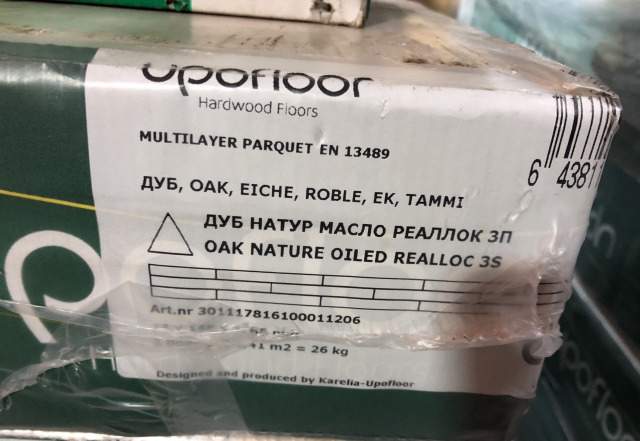 upofloor
Hardwood Floors
MULTILAYER PARQUET EN 13489
ДУБ, OAK, EICHE, ROBLE, EK, TAMMI
ДУБ НАТУР МАСЛО РЕАЛЛОК 3П
OAK NATURE OILED REALLOC 3S
Art.nr 301117816100011206
m2 = 26 kg
Designed and produced by Karelia-Upofloor
6 4381